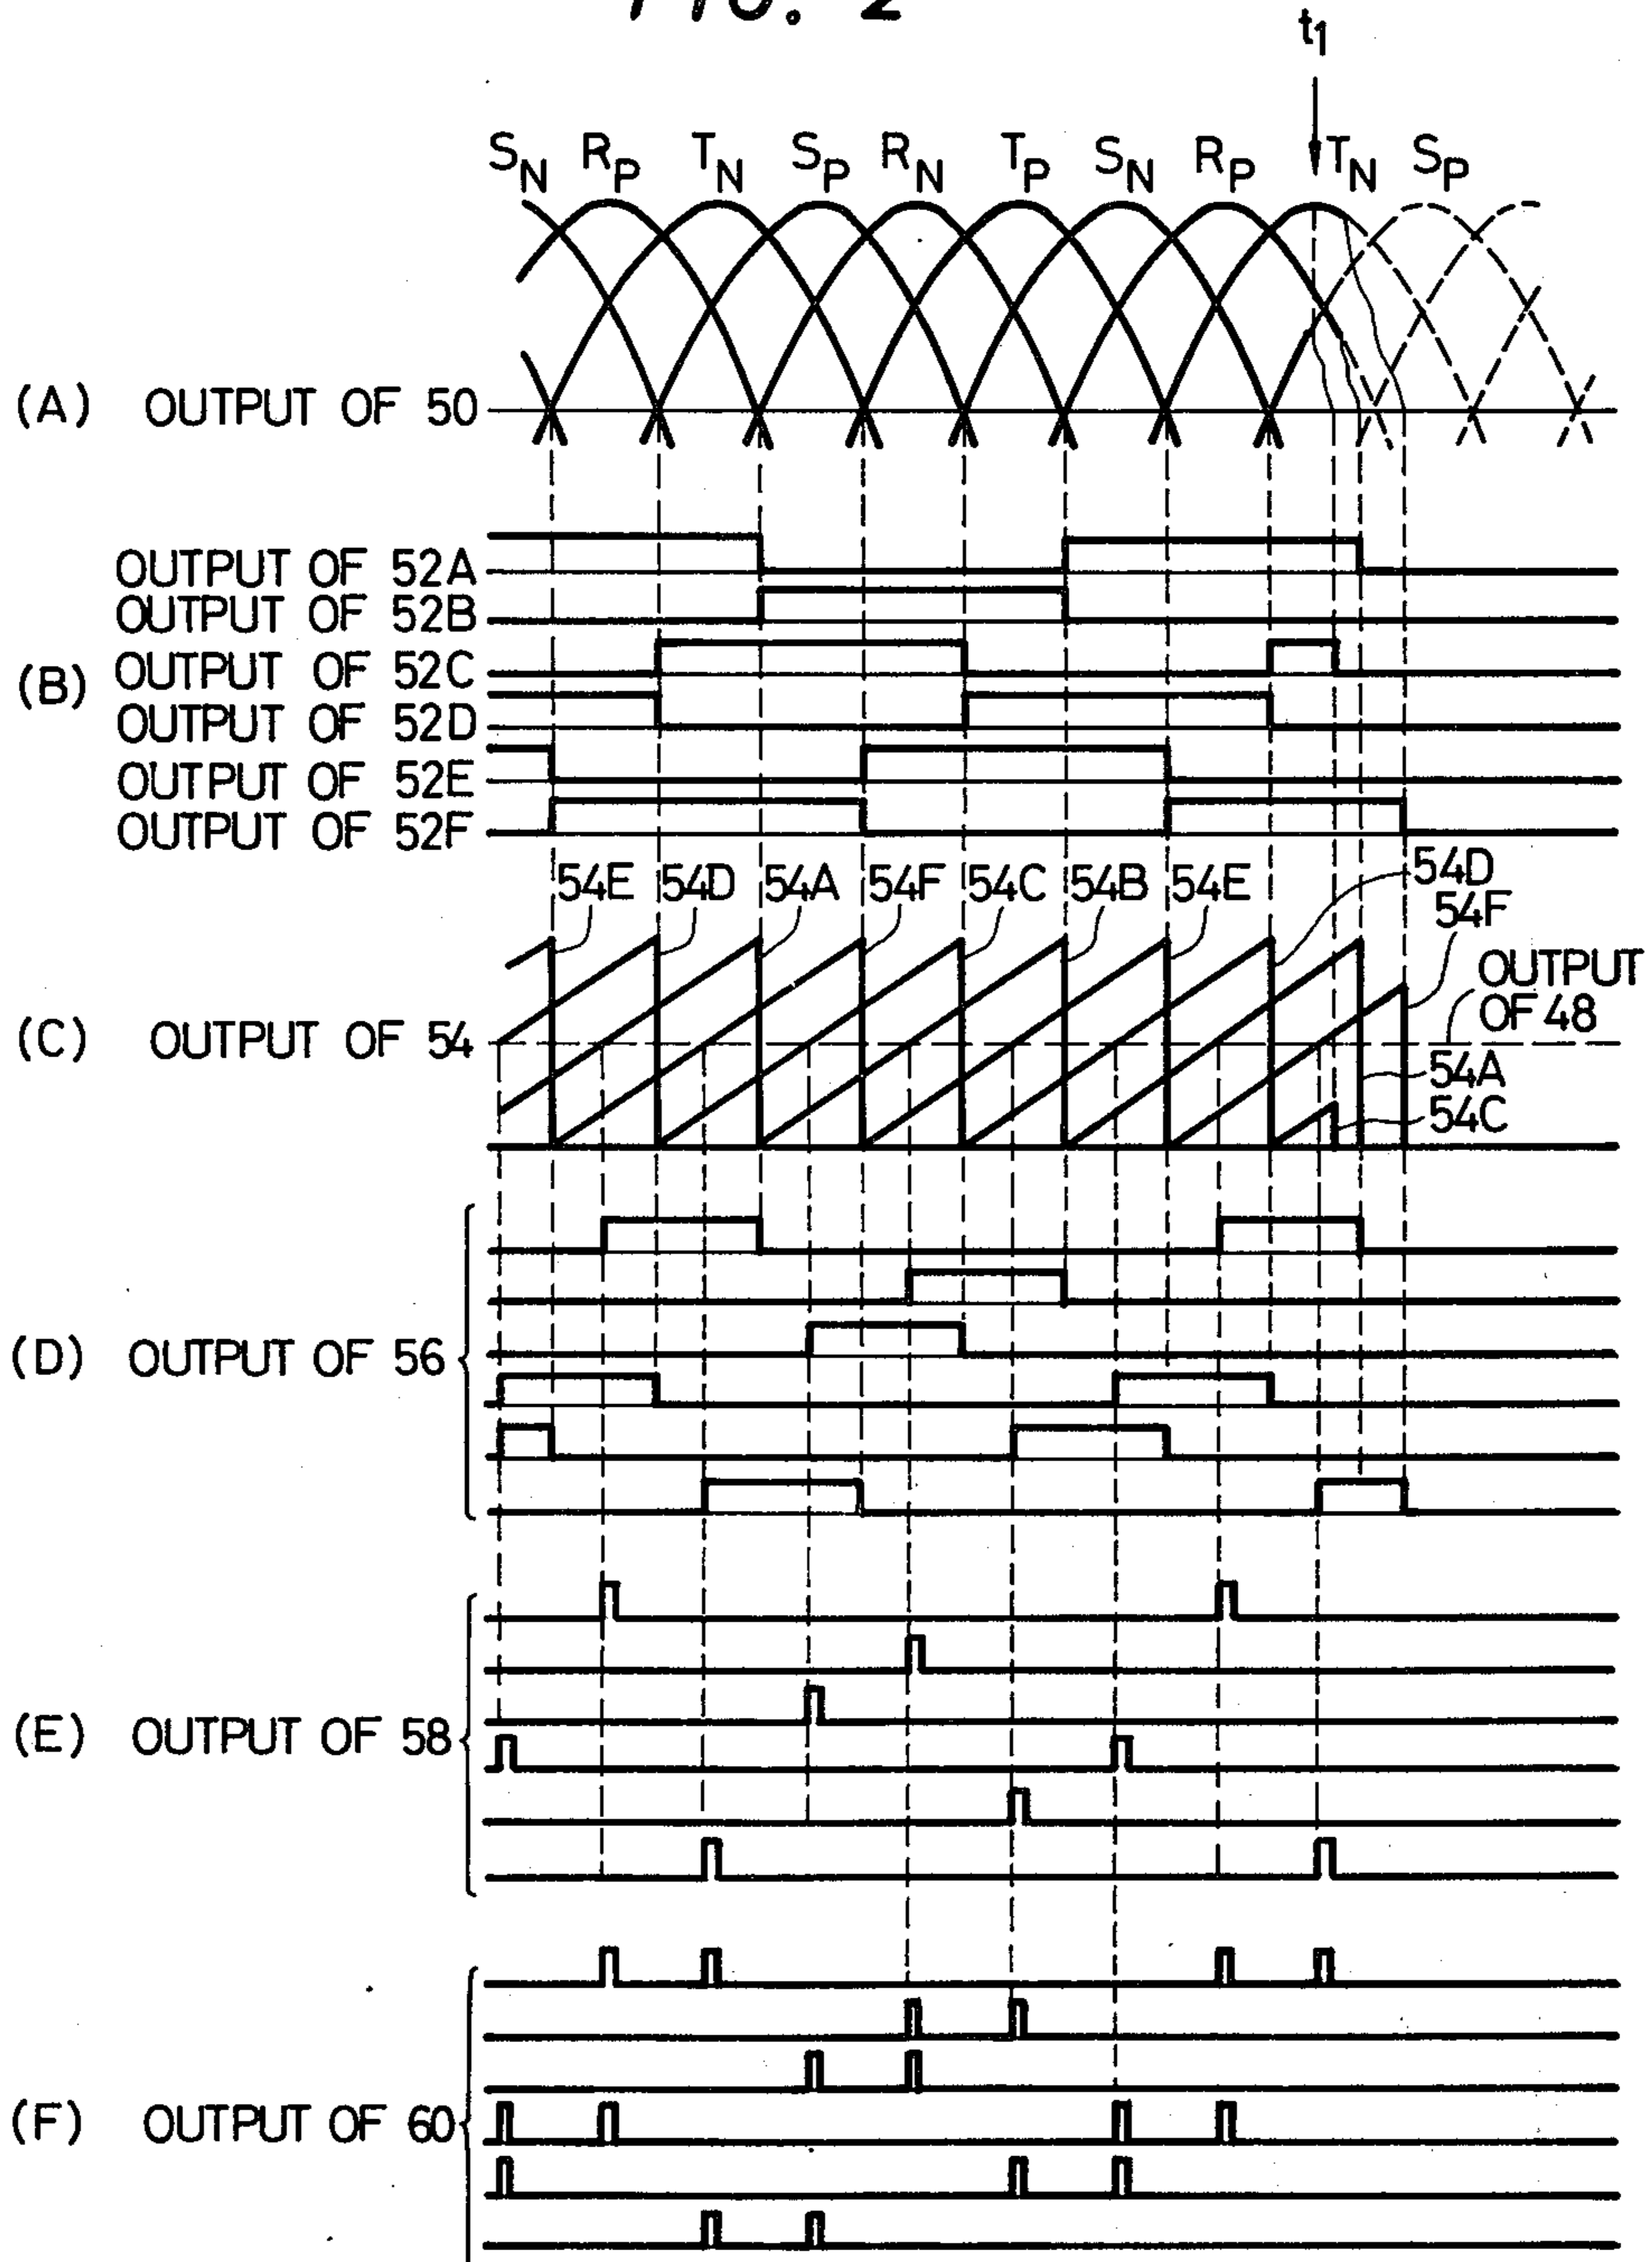 FIG. 2
t1
SN RP TN SP RN TP SN RP TN SP
(A) OUTPUT OF 50
OUTPUT OF 52A
OUTPUT OF 52B
(B) OUTPUT OF 52C
OUTPUT OF 52D
OUTPUT OF 52E
OUTPUT OF 52F
54E 54D 54A 54F 54C 54B 54E 54D
54F
OUTPUT
OF 48
(C) OUTPUT OF 54
54A
54C
(D) OUTPUT OF 56
(E) OUTPUT OF 58
(F) OUTPUT OF 60